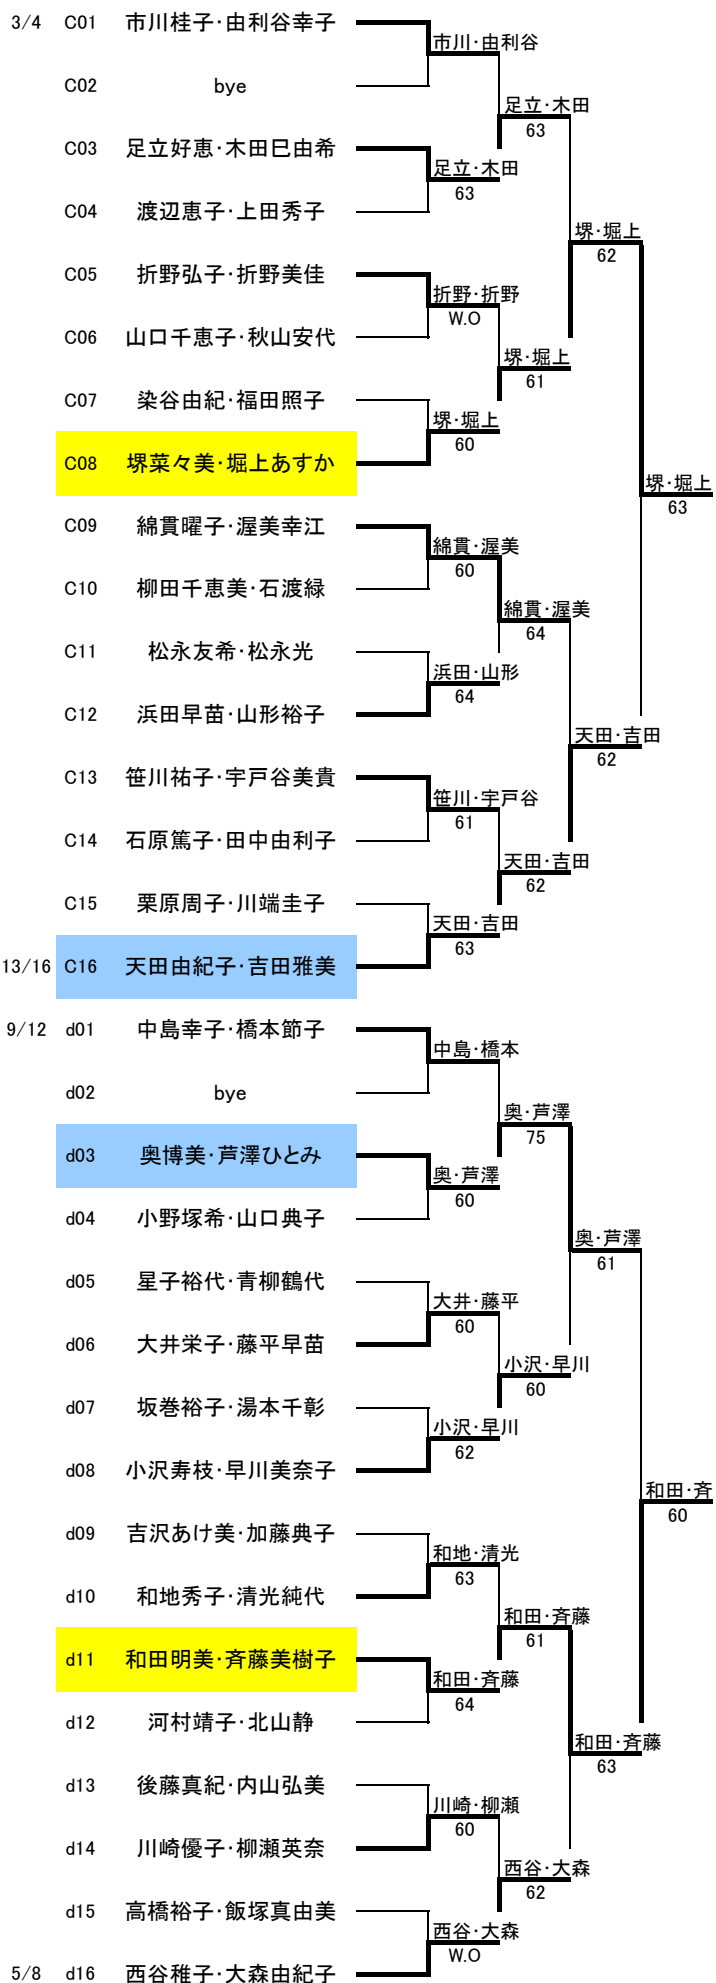 3/4 C01 市川桂子・由利谷幸子
市川・由利谷
C02 bye
足立・木田
63
C03 足立好恵・木田巳由希
足立・木田
63
C04 渡辺恵子・上田秀子
堺・堀上
62
C05 折野弘子・折野美佳
折野・折野
W.O
C06 山口千恵子・秋山安代
堺・堀上
61
C07 染谷由紀・福田照子
堺・堀上
60
C08 堺菜々美・堀上あすか
堺・堀上
63
C09 綿貫曜子・渥美幸江
綿貫・渥美
60
C10 柳田千恵美・石渡緑
綿貫・渥美
64
C11 松永友希・松永光
浜田・山形
64
C12 浜田早苗・山形裕子
天田・吉田
62
C13 笹川祐子・宇戸谷美貴
笹川・宇戸谷
61
C14 石原篤子・田中由利子
天田・吉田
62
C15 栗原周子・川端圭子
天田・吉田
63
13/16 C16 天田由紀子・吉田雅美
9/12 d01 中島幸子・橋本節子
中島・橋本
d02 bye
奥・芦澤
75
d03 奥博美・芦澤ひとみ
奥・芦澤
60
d04 小野塚希・山口典子
奥・芦澤
61
d05 星子裕代・青柳鶴代
大井・藤平
60
d06 大井栄子・藤平早苗
小沢・早川
60
d07 坂巻裕子・湯本千彰
小沢・早川
62
d08 小沢寿枝・早川美奈子
和田・斉
60
d09 吉沢あけ美・加藤典子
和地・清光
63
d10 和地秀子・清光純代
和田・斉藤
61
d11 和田明美・斉藤美樹子
和田・斉藤
64
d12 河村靖子・北山静
和田・斉藤
63
d13 後藤真紀・内山弘美
川崎・柳瀬
60
d14 川崎優子・柳瀬英奈
西谷・大森
62
d15 高橋裕子・飯塚真由美
西谷・大森
W.O
5/8 d16 西谷稚子・大森由紀子